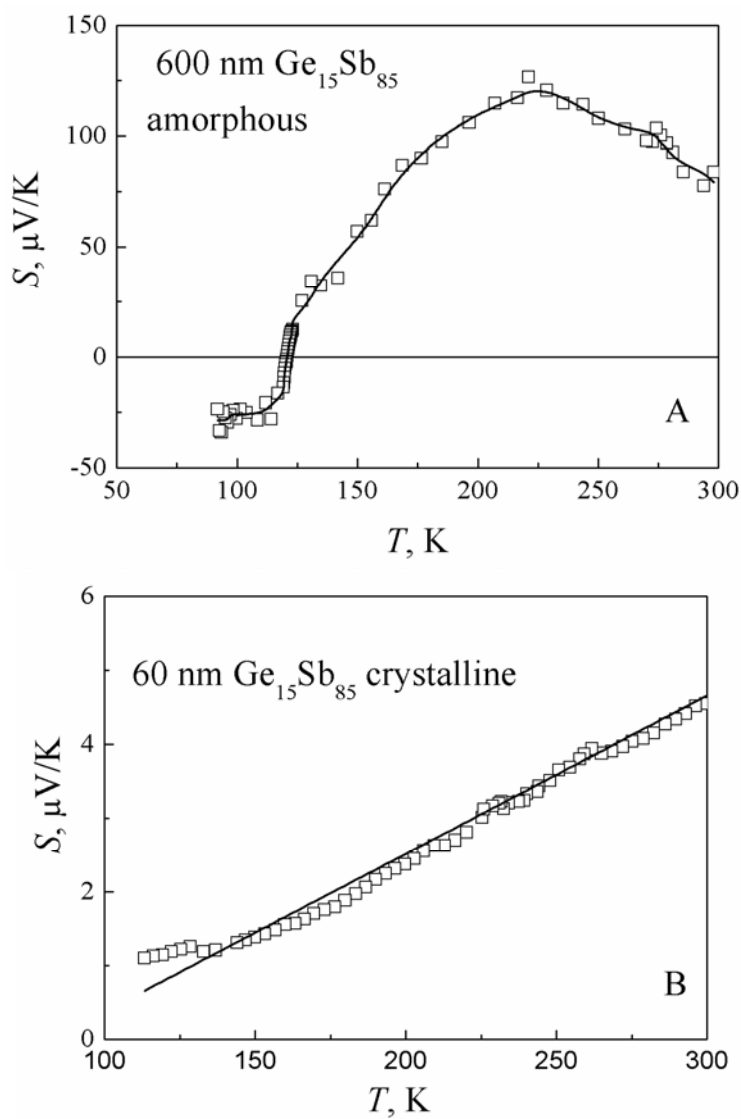 150
600 nm Ge₁₅Sb₈₅
amorphous
100
50
0
-50
S, μV/K
A
50 100 150 200 250 300
T, K
6
60 nm Ge₁₅Sb₈₅ crystalline
4
2
0
S, μV/K
B
100 150 200 250 300
T, K